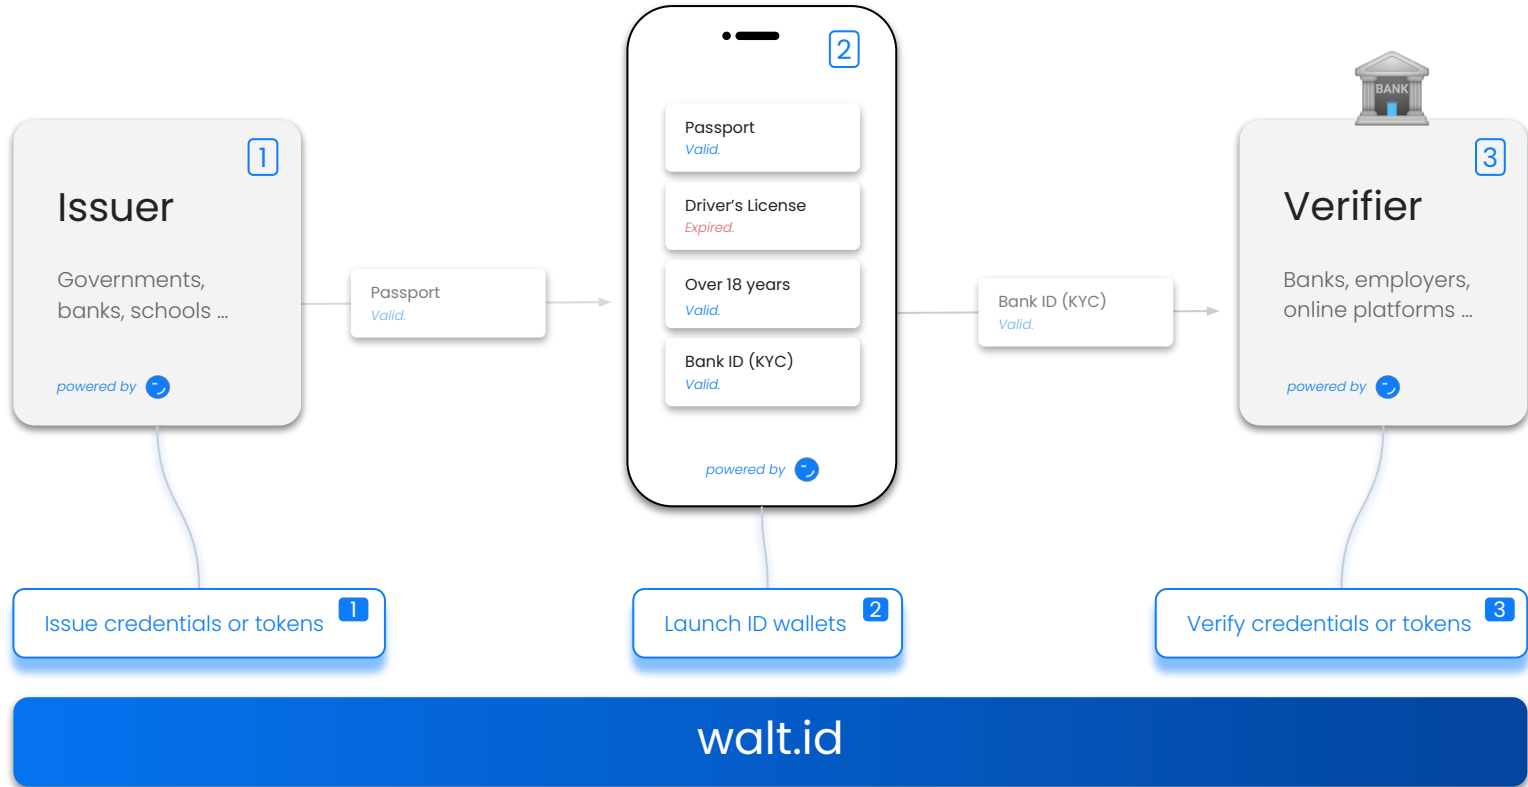 1
Issuer
Governments,
banks, schools ...
powered by
Passport
Valid.
2
Passport
Valid.
Driver’s License
Expired.
Over 18 years
Valid.
Bank ID (KYC)
Valid.
powered by
Bank ID (KYC)
Valid.
BANK
3
Verifier
Banks, employers,
online platforms ...
powered by
Issue credentials or tokens 1
Launch ID wallets 2
Verify credentials or tokens 3
walt.id